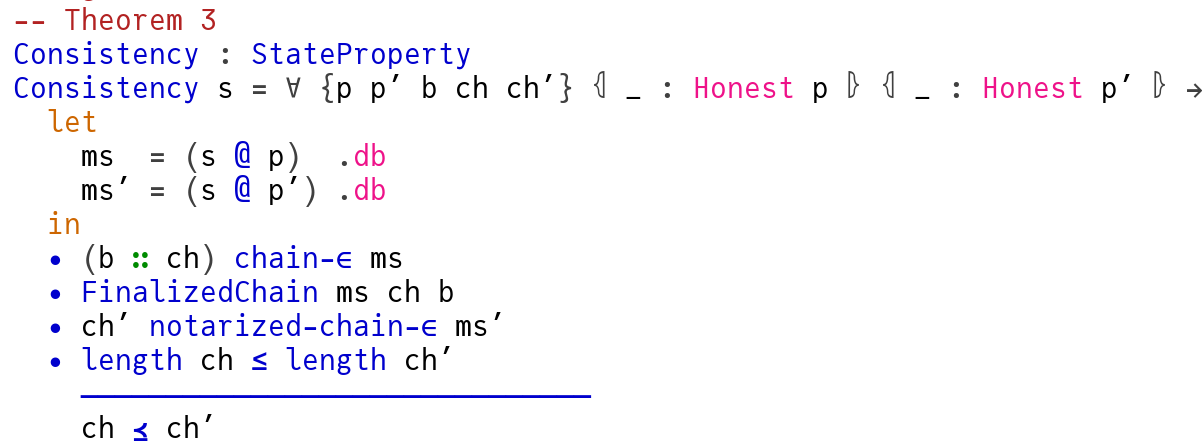 -- Theorem 3
Consistency : StateProperty
Consistency s = ∀ {p p′ b ch ch′} ⦃ _ : Honest p ⦄ ⦃ _ : Honest p′ ⦄ →
let
ms = (s @ p) .db
ms′ = (s @ p′) .db
in
• (b ∷ ch) chain-∈ ms
• FinalizedChain ms ch b
• ch′ notarized-chain-∈ ms′
• length ch ≤ length ch′
────────────────────────────────
ch ≼ ch′